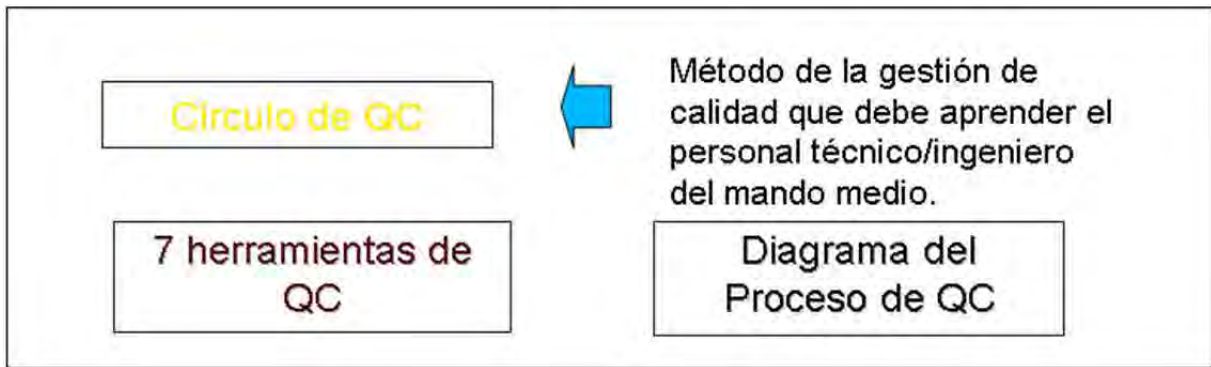 Círculo de QC
Método de la gestión de
calidad que debe aprender el
personal técnico/ingeniero
del mando medio.
7 herramientas de
QC
Diagrama del
Proceso de QC